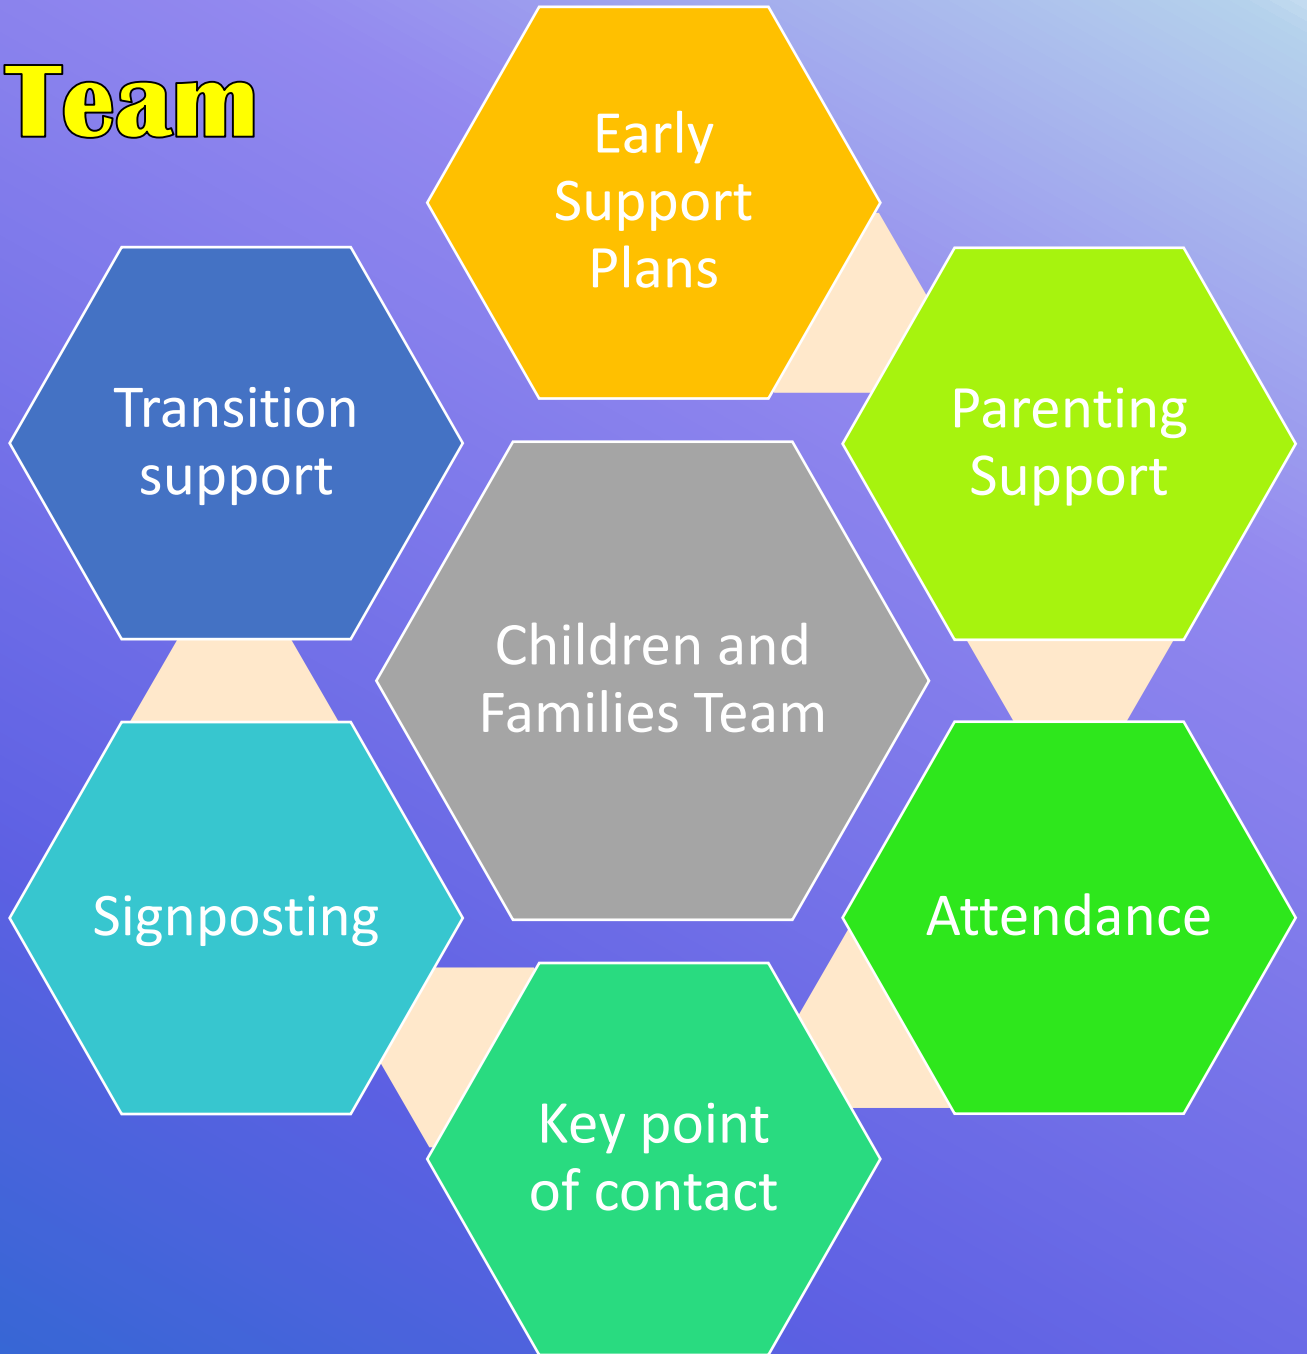 Team
Early
Support
Plans
Transition
support
Parenting
Support
Children and
Families Team
Signposting
Attendance
Key point
of contact